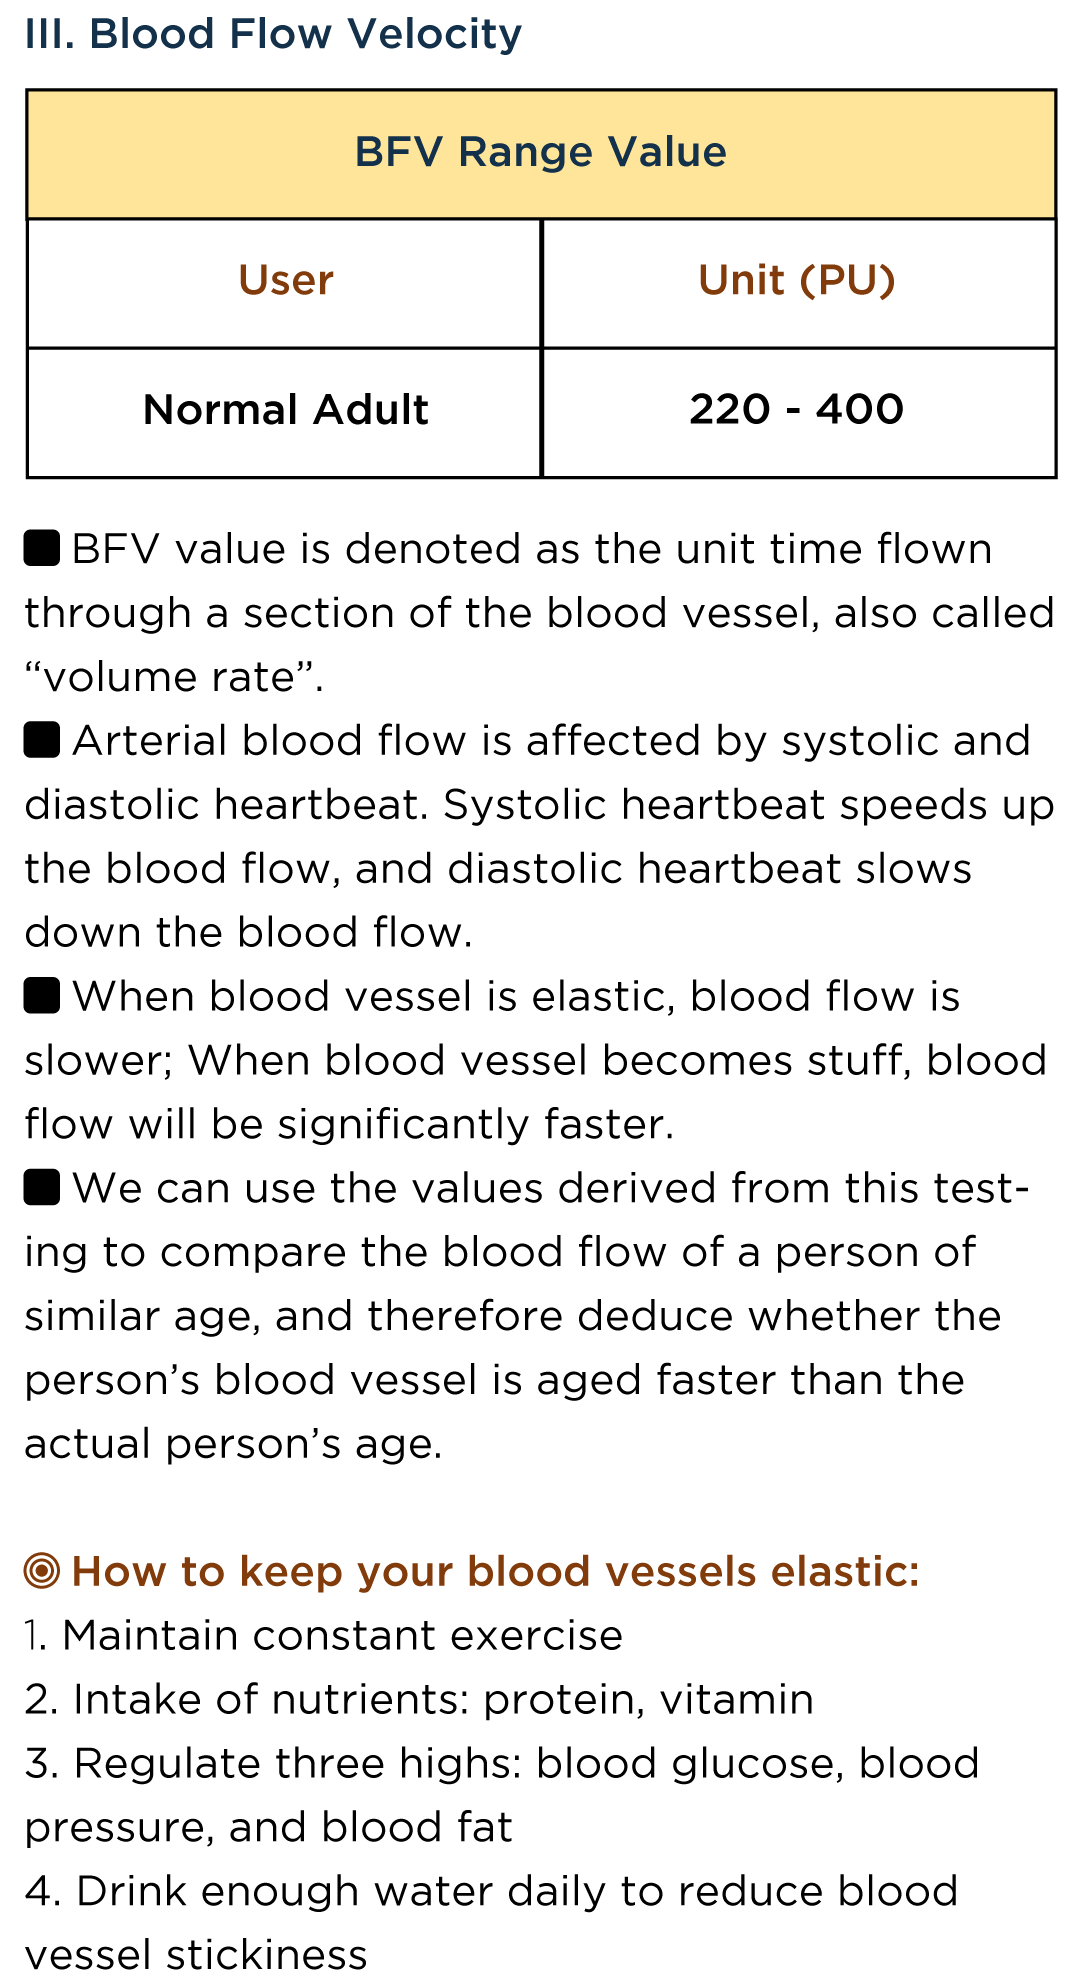 III. Blood Flow Velocity
BFV Range Value
User
Unit (PU)
Normal Adult
220 - 400
BFV value is denoted as the unit time flown
through a section of the blood vessel, also called
“volume rate”.
Arterial blood flow is affected by systolic and
diastolic heartbeat. Systolic heartbeat speeds up
the blood flow, and diastolic heartbeat slows
down the blood flow.
When blood vessel is elastic, blood flow is
slower; When blood vessel becomes stuff, blood
flow will be significantly faster.
We can use the values derived from this test-
ing to compare the blood flow of a person of
similar age, and therefore deduce whether the
person’s blood vessel is aged faster than the
actual person’s age.
How to keep your blood vessels elastic:
1. Maintain constant exercise
2. Intake of nutrients: protein, vitamin
3. Regulate three highs: blood glucose, blood
pressure, and blood fat
4. Drink enough water daily to reduce blood
vessel stickiness